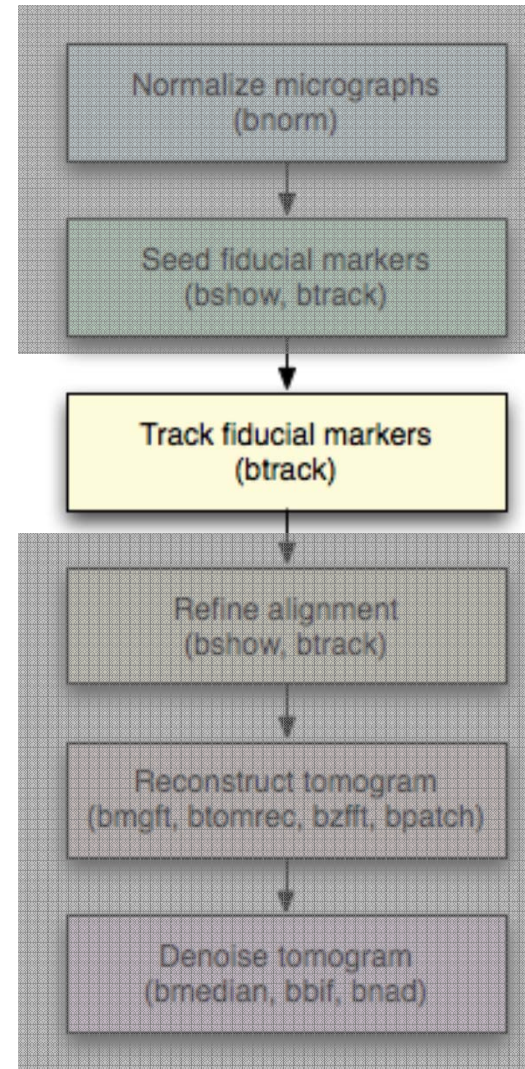 Normalize micrographs
(bnorm)
Seed fiducial markers
(bshow, btrack)
Track fiducial markers
(btrack)
Refine alignment
(bshow, btrack)
Reconstruct tomogram
(bmgft, btomrec, bzfft, bpatch)
Denoise tomogram
(bmedian, bbif, bnad)